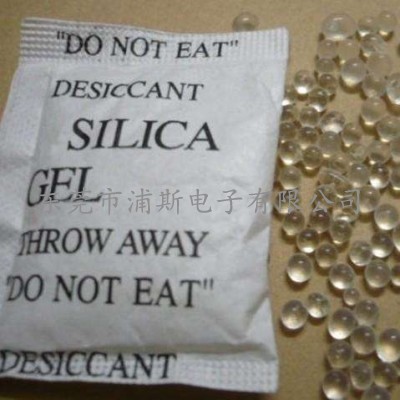 "DO NOT EAT"
DESICCANT
SILICA
GEL
东莞市浦斯电子有限公司
THROW AWAY
"DO NOT EAT"
DESICCANT